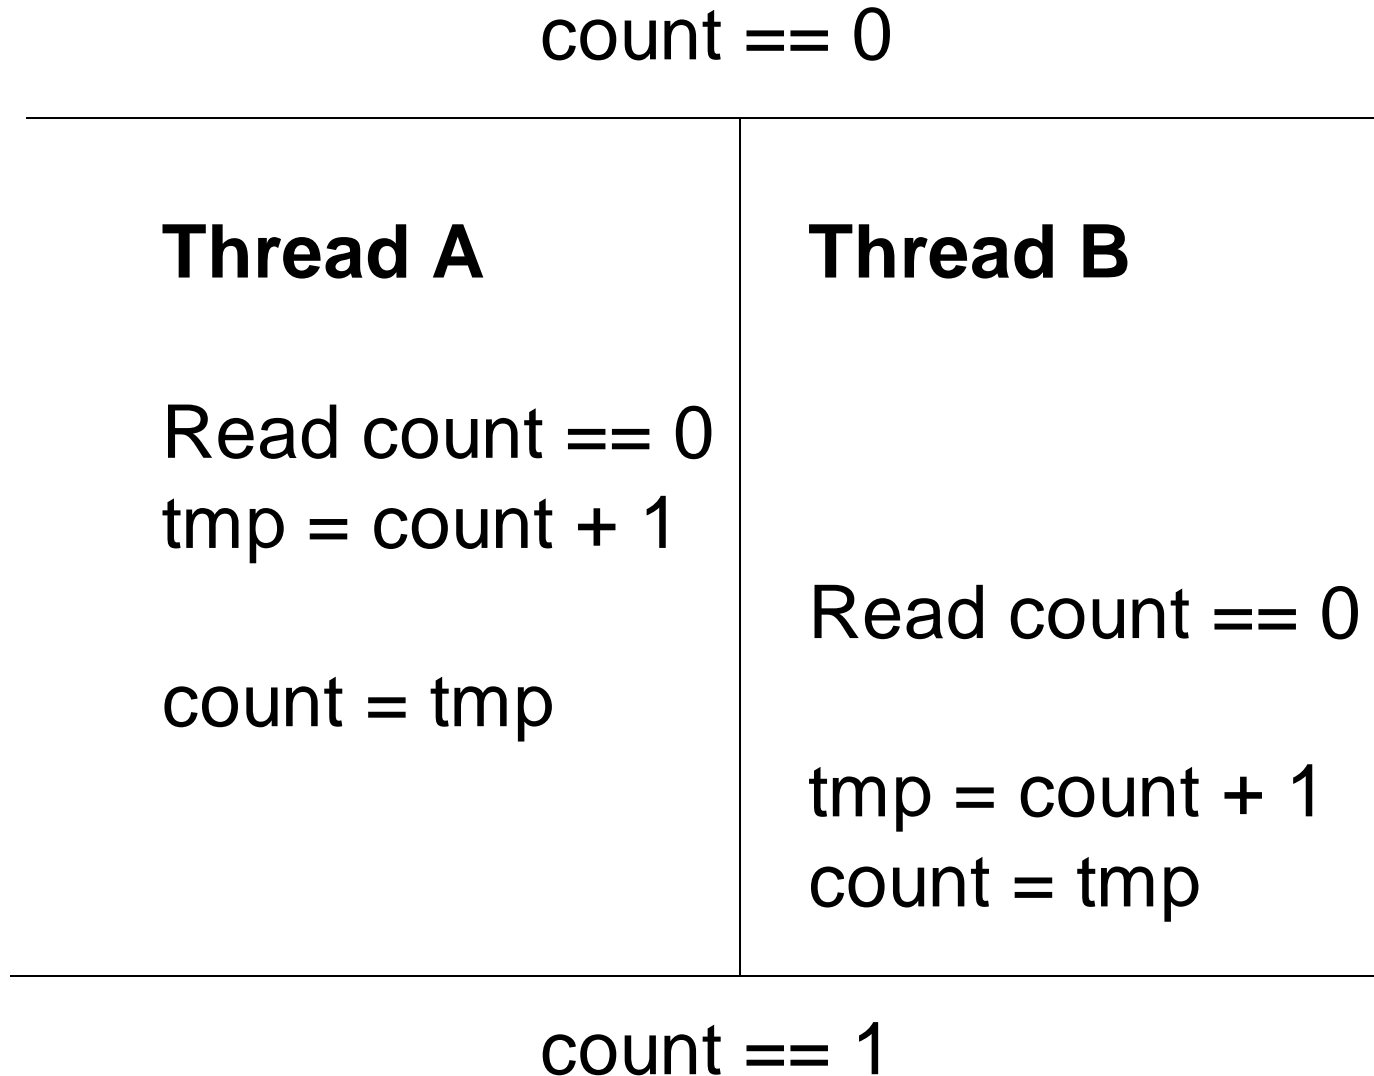 count == 0
Thread A
Thread B
Read count == 0
tmp = count + 1
Read count == 0
count = tmp
tmp = count + 1
count = tmp
count == 1